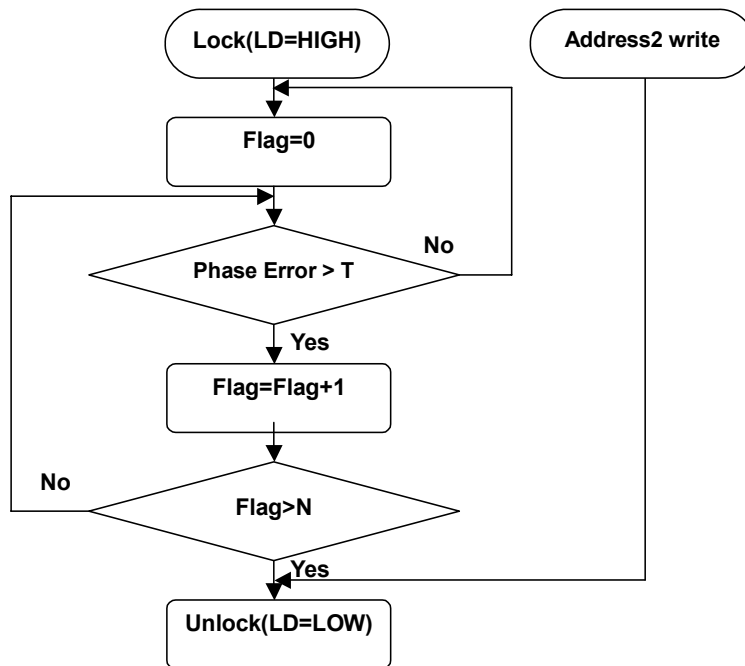 Lock(LD=HIGH)
Address2 write
Flag=0
No
Phase Error > T
Yes
Flag=Flag+1
No
Flag>N
Yes
Unlock(LD=LOW)